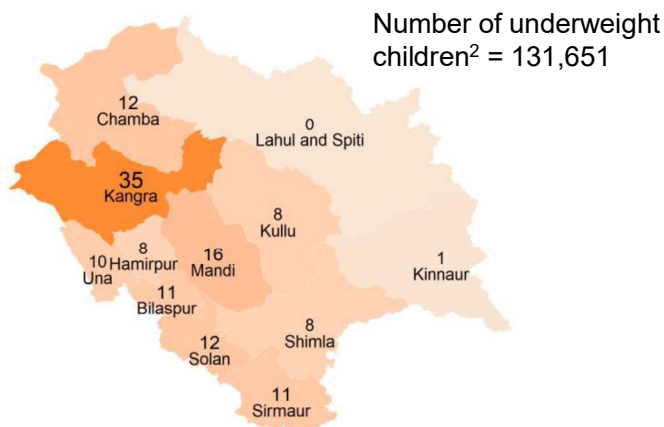 Number of underweight
children² = 131,651
12
Chamba
0
Lahul and Spiti
35
Kangra
8
Kullu
8
Hamirpur
10
Una
16
Mandi
1
Kinnaur
11
Bilaspur
8
Shimla
12
Solan
11
Sirmaur